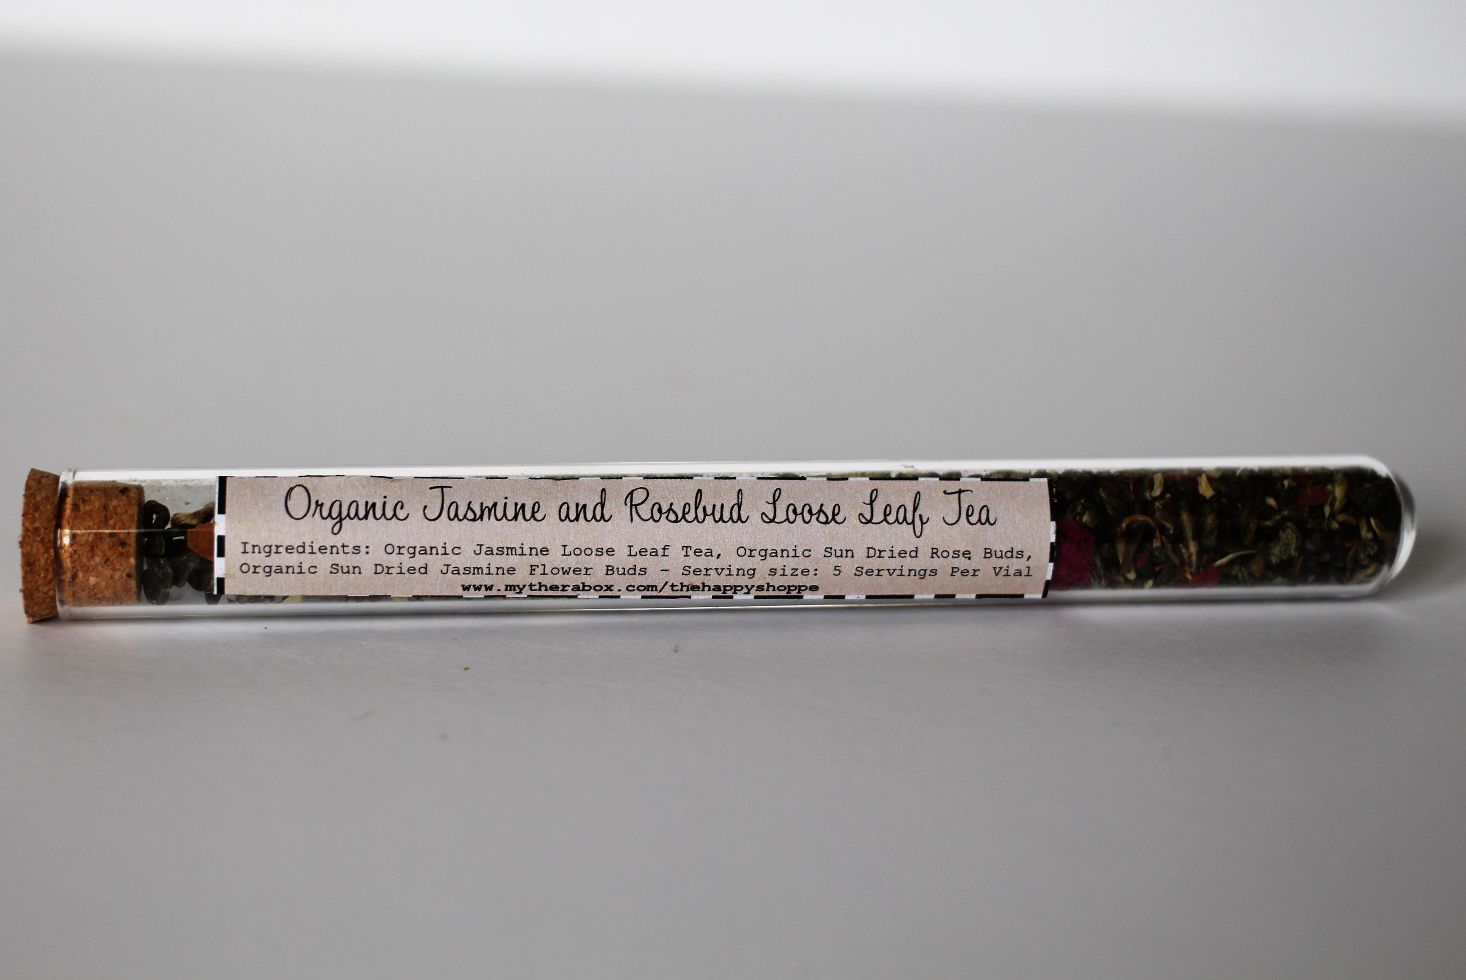 Organic Jasmine and Rosebud Loose Leaf Tea
Ingredients: Organic Jasmine Loose Leaf Tea, Organic Sun Dried Rose Buds,
Organic Sun Dried Jasmine Flower Buds - Serving size: 5 Servings Per Vial
www.mytherabox.com/thehappyshoppe